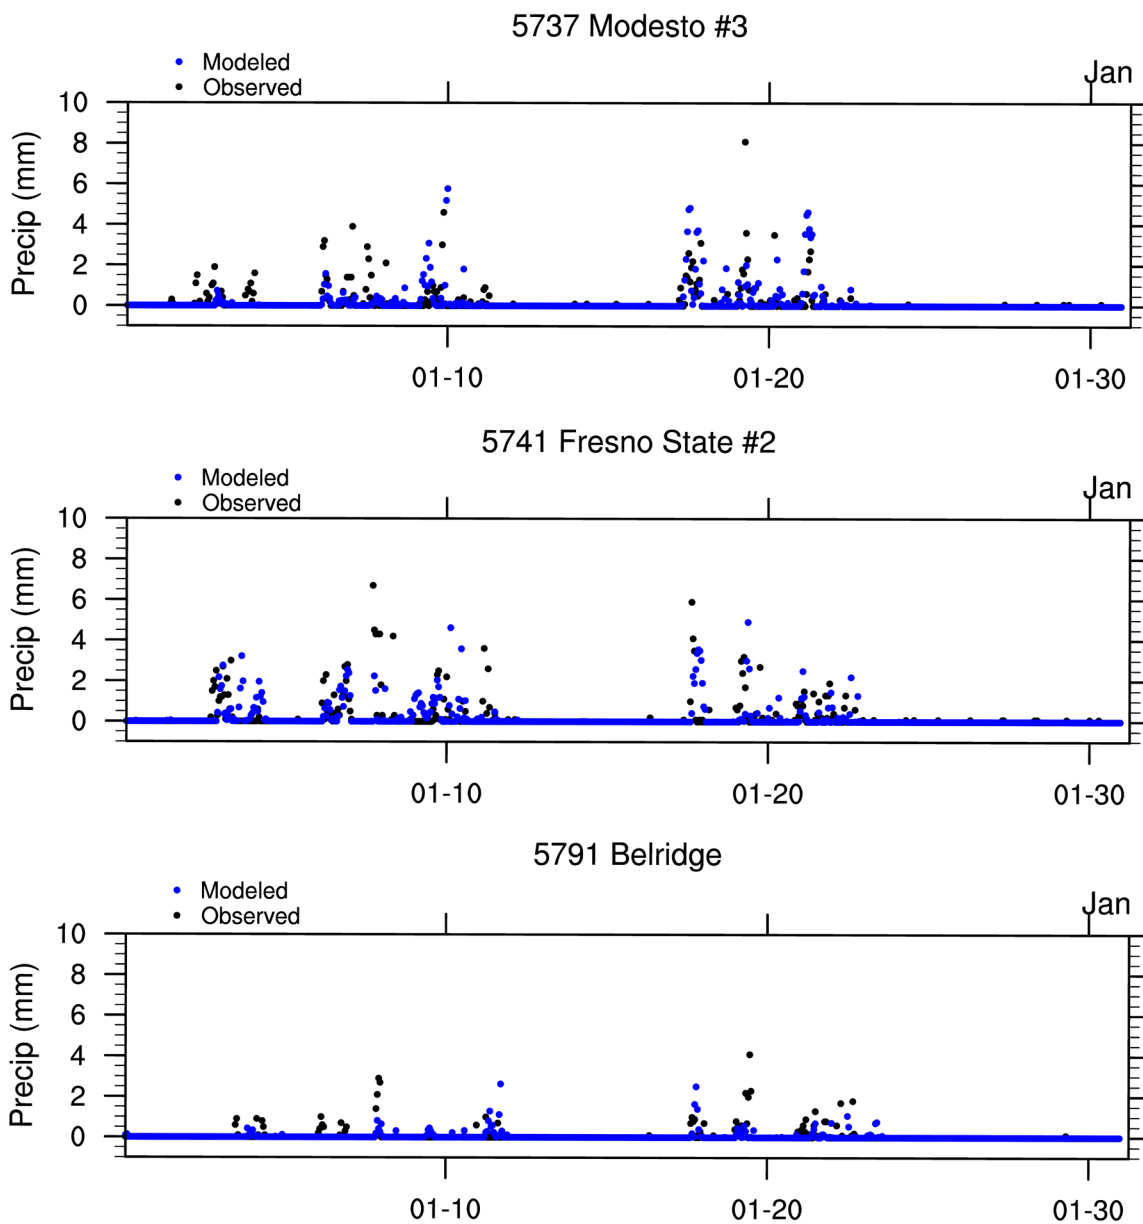 5737 Modesto #3
Modeled
Observed
Jan
10
8
6
4
2
0
Precip (mm)
01-10
01-20
01-30
5741 Fresno State #2
Modeled
Observed
Jan
10
8
6
4
2
0
Precip (mm)
01-10
01-20
01-30
5791 Belridge
Modeled
Observed
Jan
10
8
6
4
2
0
Precip (mm)
01-10
01-20
01-30